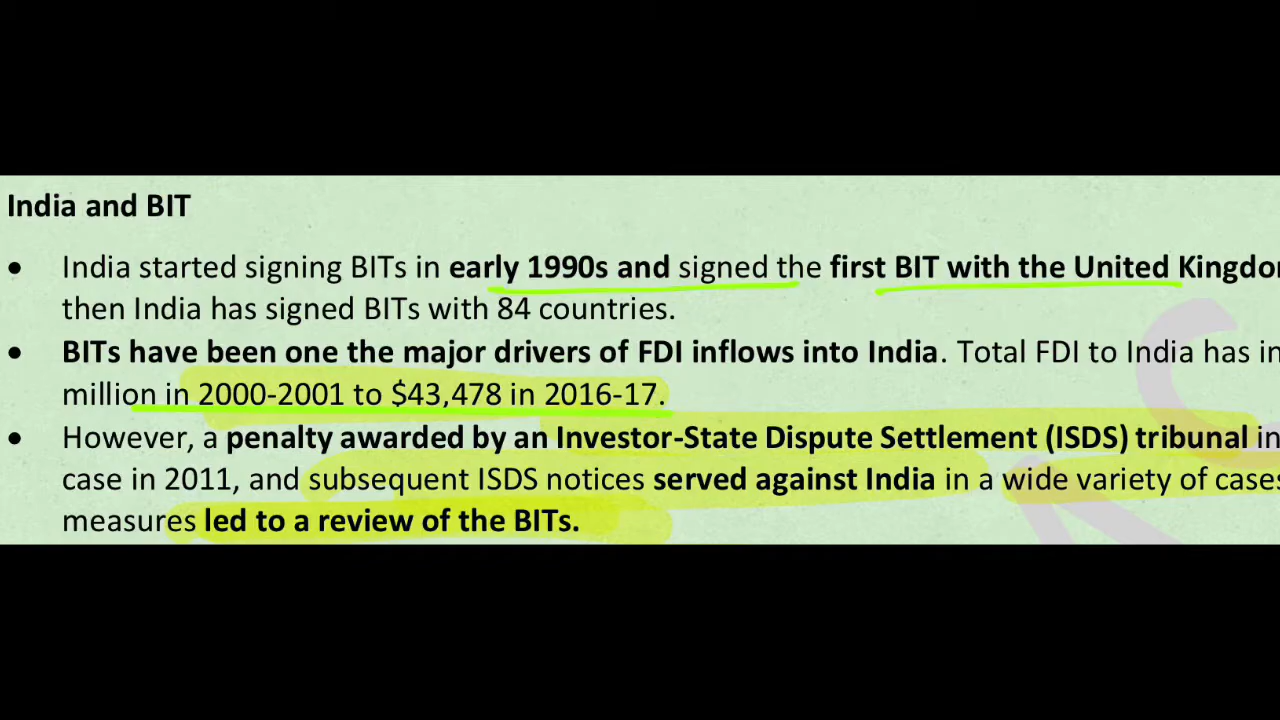 India and BIT
• India started signing BITs in early 1990s and signed the first BIT with the United
then India has signed BITs with 84 countries.
• BITs have been one the major drivers of FDI inflows into India. Total FDI to India has
million in 2000-2001 to $43,478 in 2016-17.
• However, a penalty awarded by an Investor-State Dispute Settlement (ISDS) tribunal in
case in 2011, and subsequent ISDS notices served against India in a wide variety of cases
measures led to a review of the BITs.